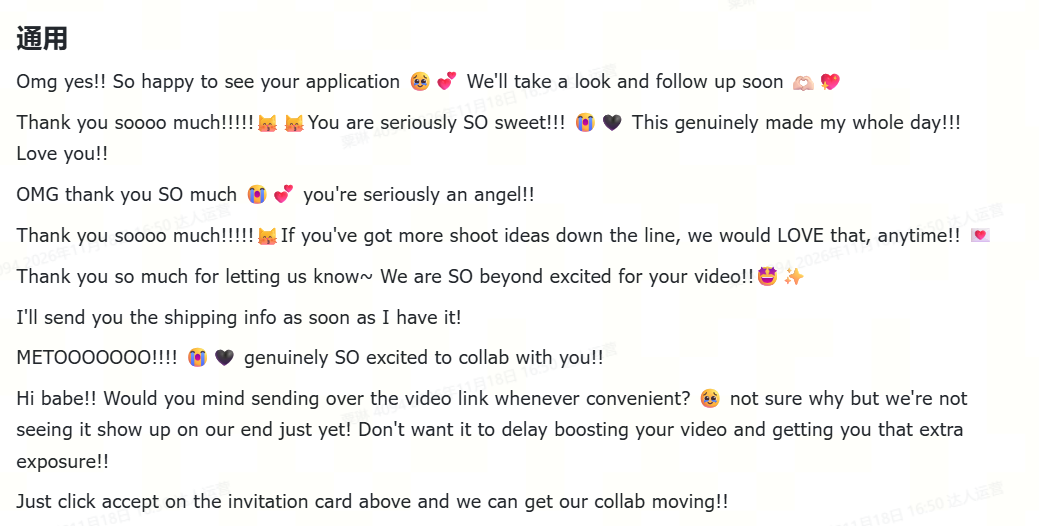 通用
Omg yes!! So happy to see your application 🥹 💕 We'll take a look and follow up soon 🫶🏻 💖
Thank you soooo much!!!!!😽 😽You are seriously SO sweet!!! 😭 🖤 This genuinely made my whole day!!!
Love you!!
OMG thank you SO much 😭 💕 you're seriously an angel!!
Thank you soooo much!!!!!😽If you've got more shoot ideas down the line, we would LOVE that, anytime!! 💌
Thank you so much for letting us know~ We are SO beyond excited for your video!!🤩 ✨
I'll send you the shipping info as soon as I have it!
METOOOOOOO!!!! 😭 🖤 genuinely SO excited to collab with you!!
Hi babe!! Would you mind sending over the video link whenever convenient? 🥹 not sure why but we're not
seeing it show up on our end just yet! Don't want it to delay boosting your video and getting you that extra
exposure!!
Just click accept on the invitation card above and we can get our collab moving!!